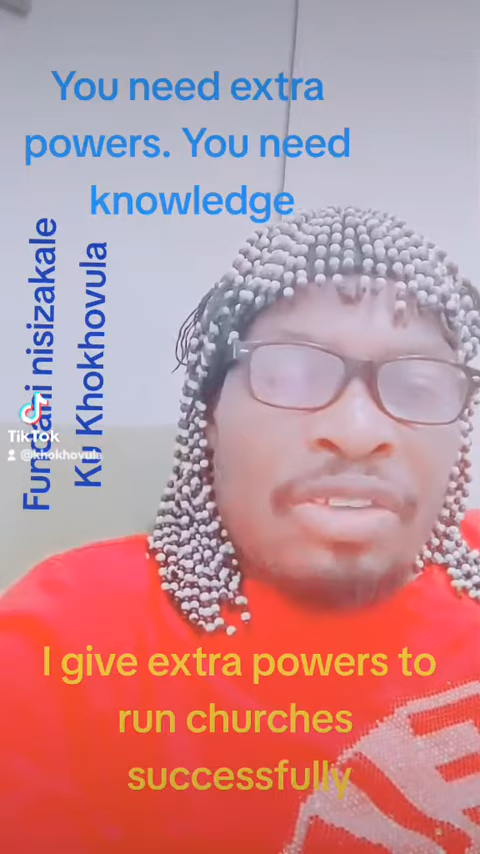 You need extra
powers. You need
knowledge
Fundani nisizakale
Ku Khokhovula
TikTok
@khokhovula
I give extra powers to
run churches
successfully